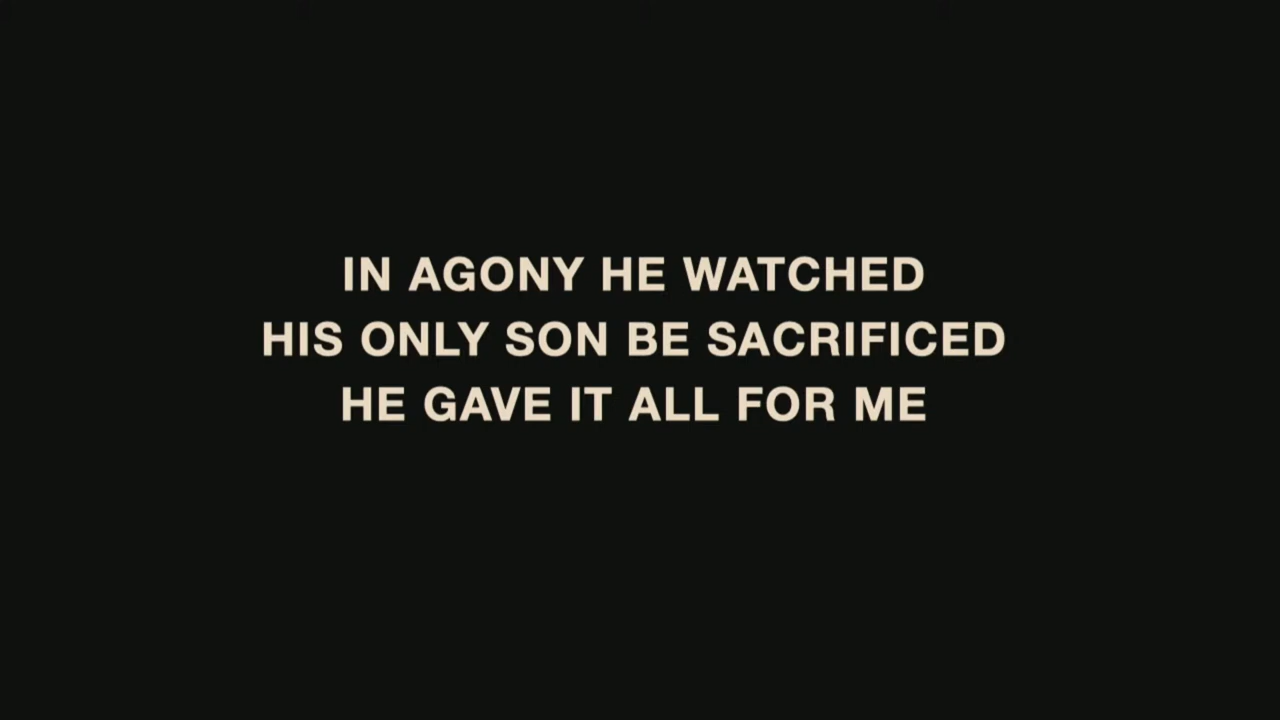 IN AGONY HE WATCHED
HIS ONLY SON BE SACRIFICED
HE GAVE IT ALL FOR ME